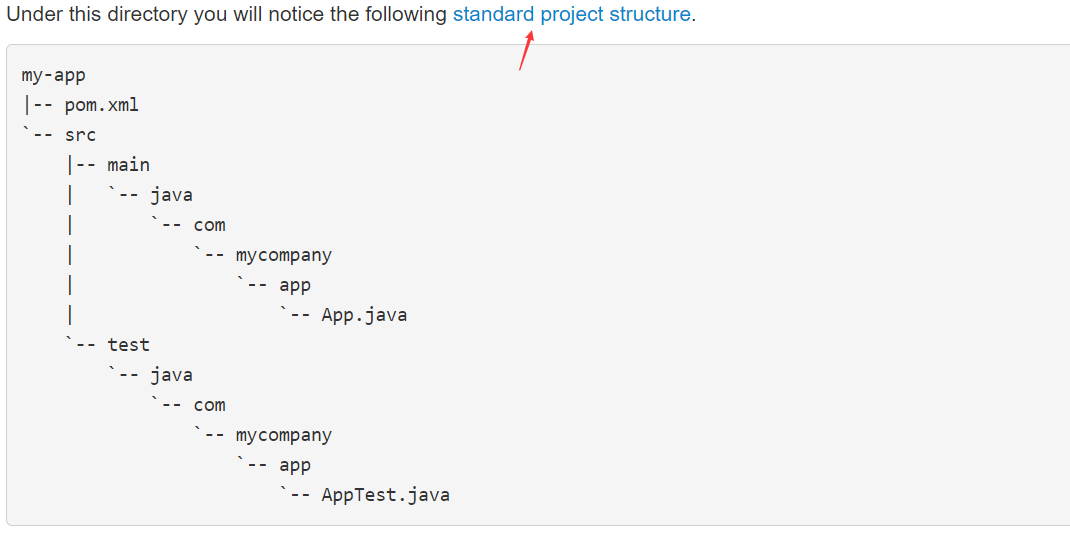 Under this directory you will notice the following standard project structure.
my-app
|-- pom.xml
`-- src
    |-- main
    |   `-- java
    |       `-- com
    |           `-- mycompany
    |               `-- app
    |                   `-- App.java
    `-- test
        `-- java
            `-- com
                `-- mycompany
                    `-- app
                        `-- AppTest.java